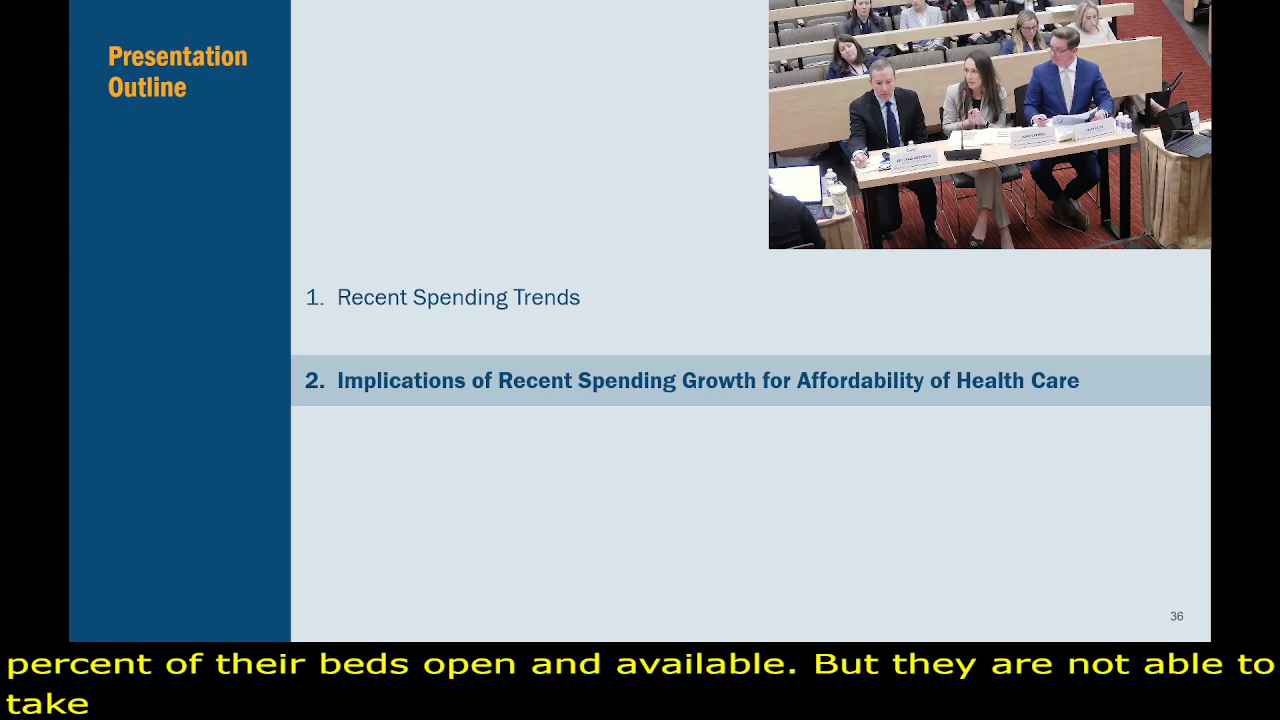 Presentation
Outline
1. Recent Spending Trends
2. Implications of Recent Spending Growth for Affordability of Health Care
36
percent of their beds open and available. But they are not able to
take